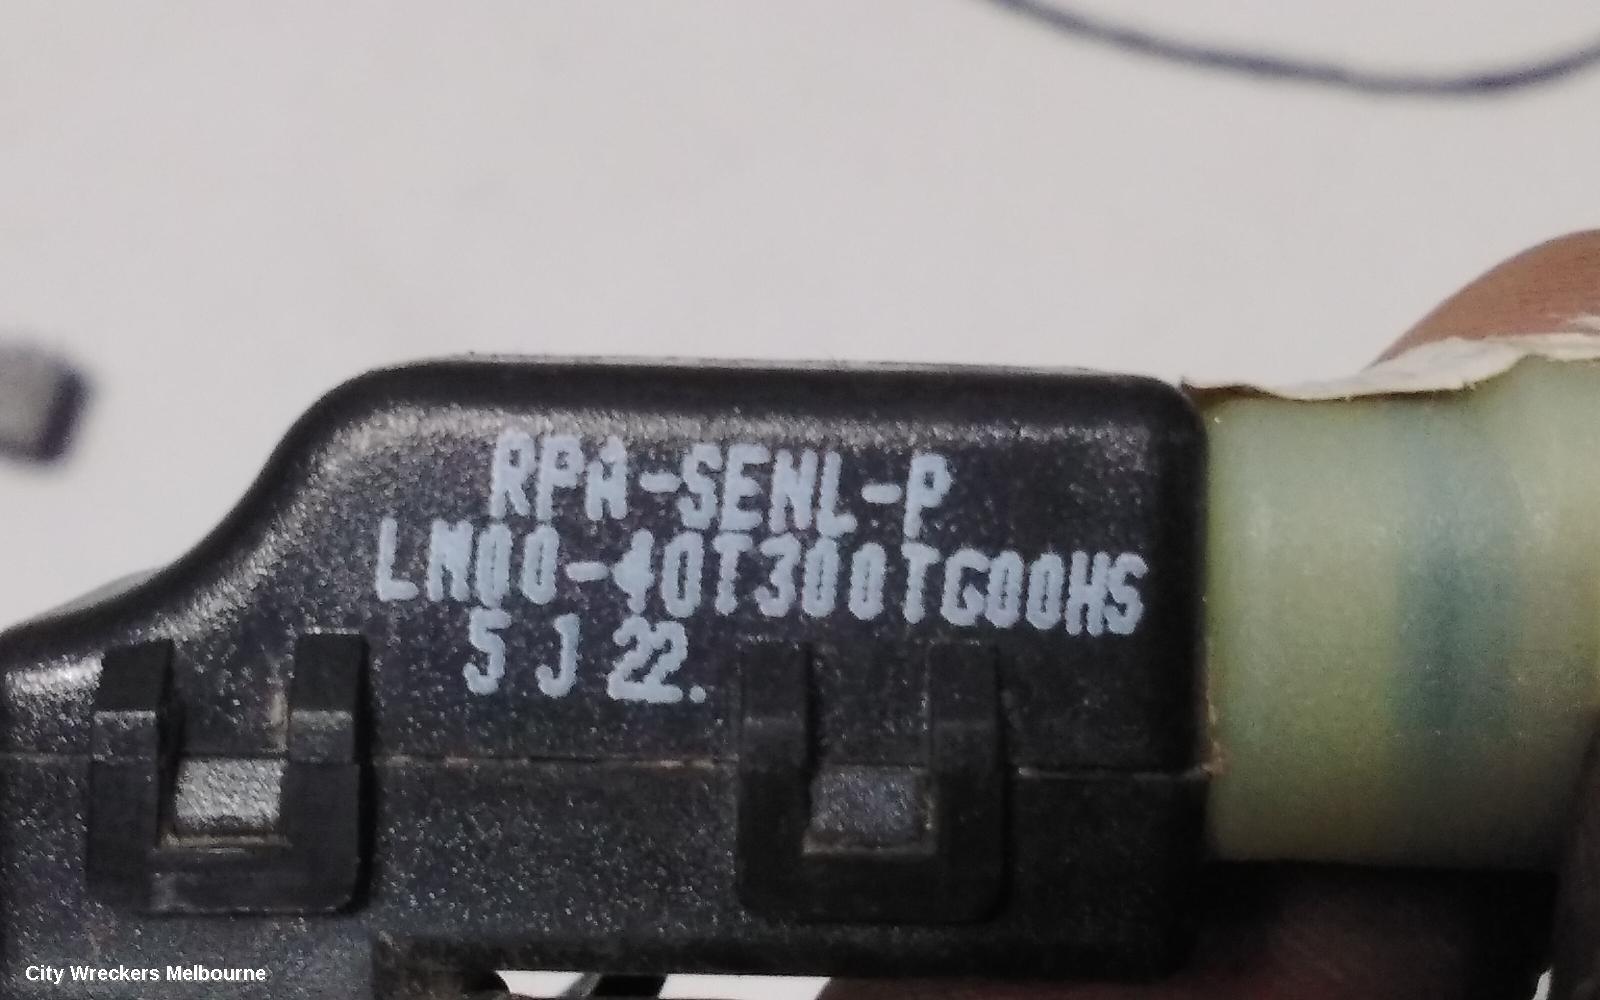 RPA-SENL-P
LM00-40T300TG00HS
5 J 22.
City Wreckers Melbourne